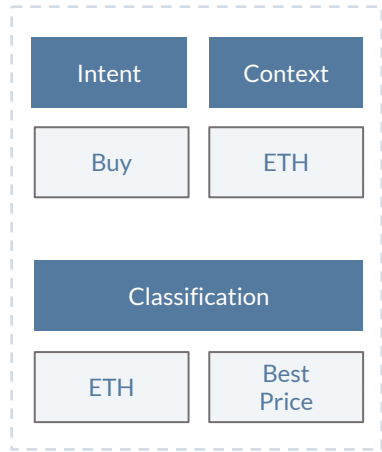 Intent Context
Buy ETH
Classification
ETH Best
Price